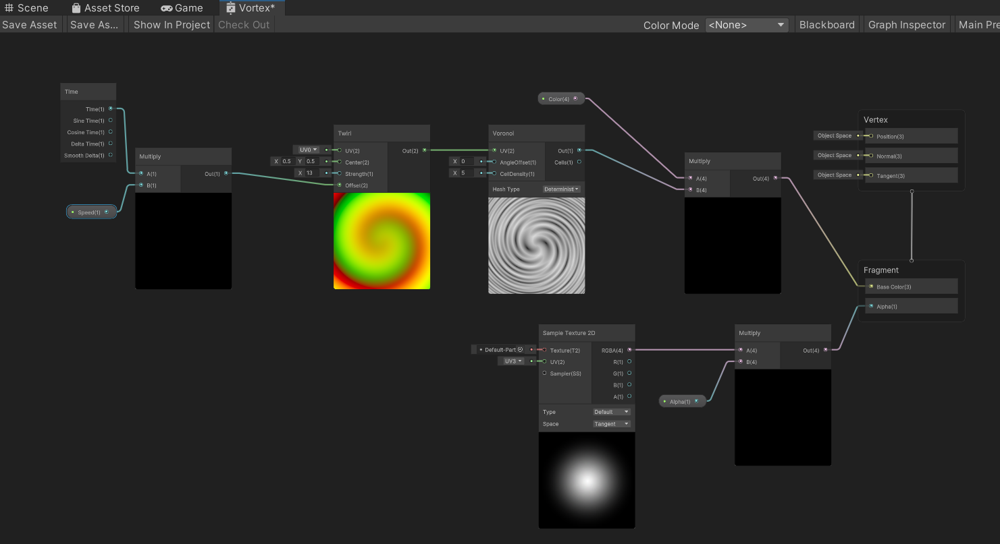 Scene Asset Store Game Vortex*
Save Asset Save As... Show In Project Check Out Color Mode <None> Blackboard Graph Inspector Main Pre
Time
Time(1)
Sine Time(1)
Cosine Time(1)
Delta Time(1)
Smooth Delta(1)
Speed(1)
Multiply
A(1) Out(1)
B(1)
Twirl
UV0 UV(2) Out(2)
X 0.5 Y 0.5 Center(2)
X 13 Strength(1)
Offset(2)
Voronoi
UV(2) Out(1)
X 0 AngleOffset(1) Cells(1)
X 5 CellDensity(1)
Hash Type Determinist
Color(4)
Multiply
A(4) Out(4)
B(4)
Vertex
Object Space Position(3)
Object Space Normal(3)
Object Space Tangent(3)
Fragment
Base Color(3)
Alpha(1)
Sample Texture 2D
Default-Part Texture(T2) RGBA(4)
UV3 UV(2) R(1)
Sampler(SS) G(1)
B(1)
A(1)
Type Default
Space Tangent
Alpha(1)
Multiply
A(4) Out(4)
B(4)